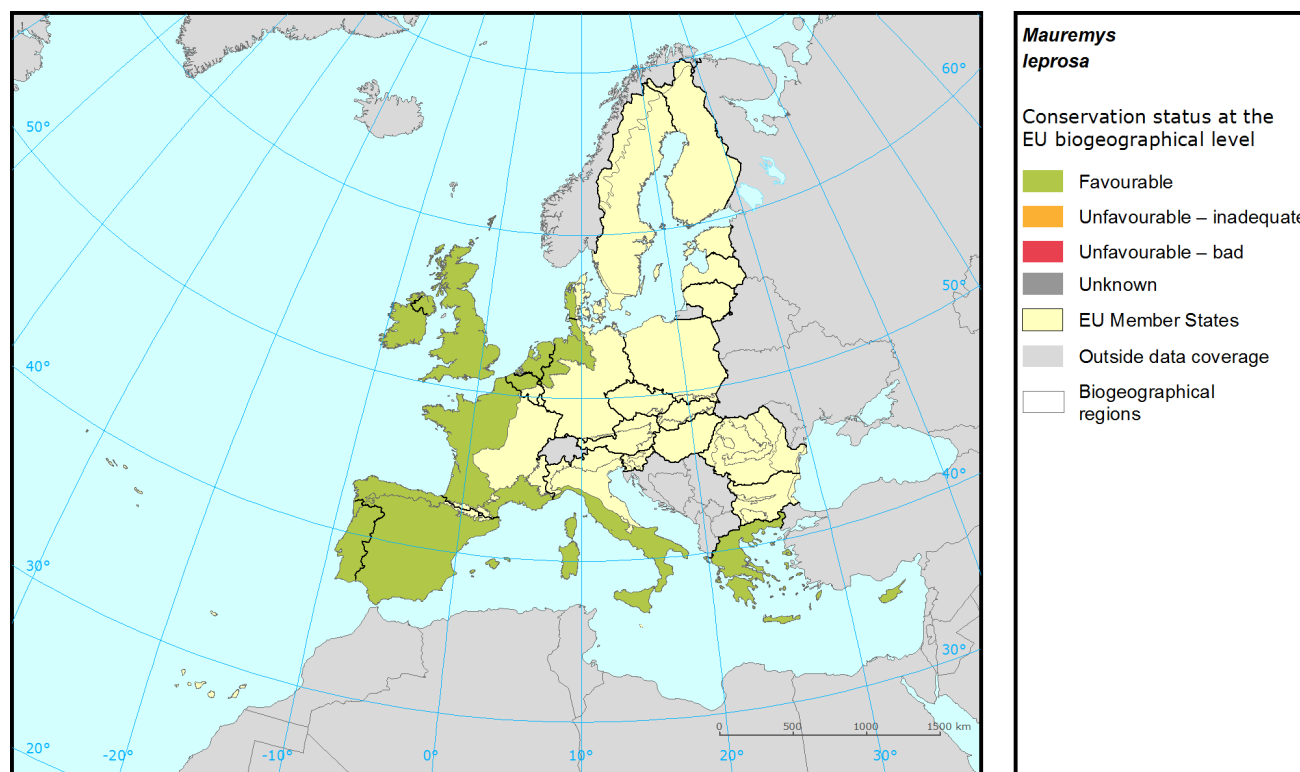 Mauremys
leprosa
Conservation status at the
EU biogeographical level
Favourable
Unfavourable – inadequate
Unfavourable – bad
Unknown
EU Member States
Outside data coverage
Biogeographical
regions
60°
50°
50°
40°
40°
30°
30°
20°
-20°
-10°
0°
10°
20°
30°
0 500 1000 1500 km